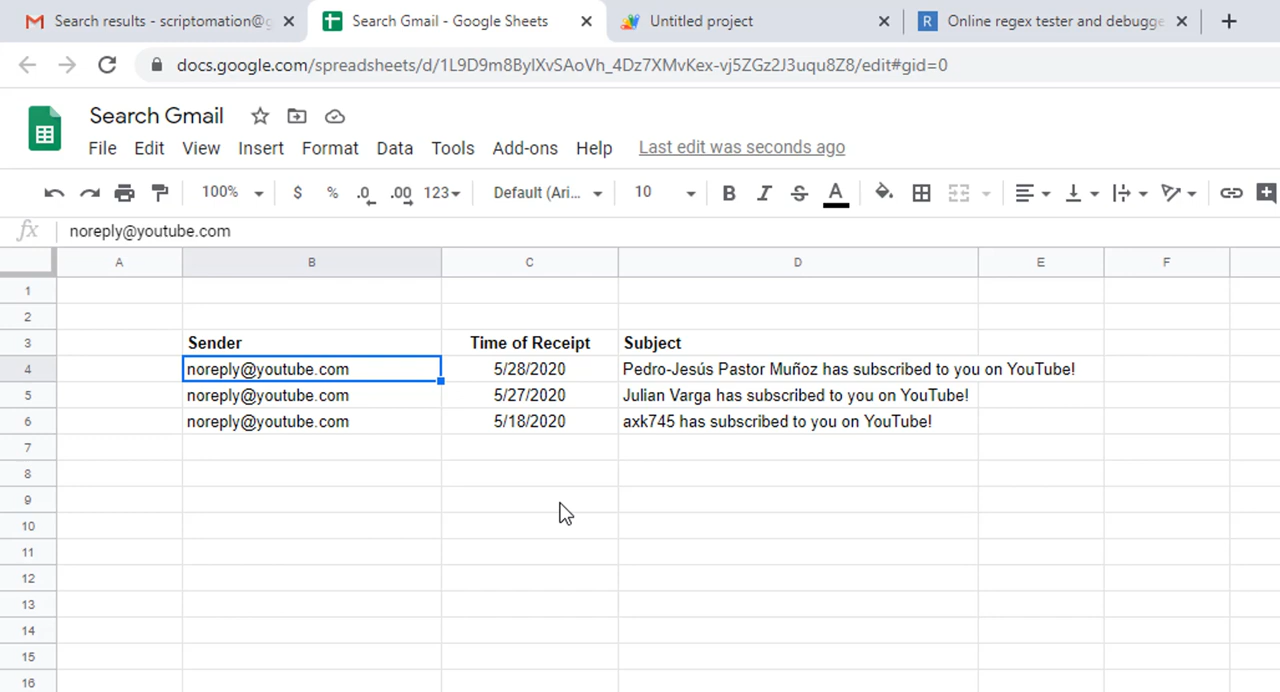 Search results - scriptomation@g
Search Gmail - Google Sheets
Untitled project
R Online regex tester and debugge
docs.google.com/spreadsheets/d/1L9D9m8BylXvSAoVh_4Dz7XMvKex-vj5ZGz2J3uqu8Z8/edit#gid=0
Search Gmail
File Edit View Insert Format Data Tools Add-ons Help Last edit was seconds ago
100% $ % .0 .00 123 Default (Ari... 10 B I S A
fx noreply@youtube.com
A B C D E F
1
2
3 Sender Time of Receipt Subject
4 noreply@youtube.com 5/28/2020 Pedro-Jesús Pastor Muñoz has subscribed to you on YouTube!
5 noreply@youtube.com 5/27/2020 Julian Varga has subscribed to you on YouTube!
6 noreply@youtube.com 5/18/2020 axk745 has subscribed to you on YouTube!
7
8
9
10
11
12
13
14
15
16